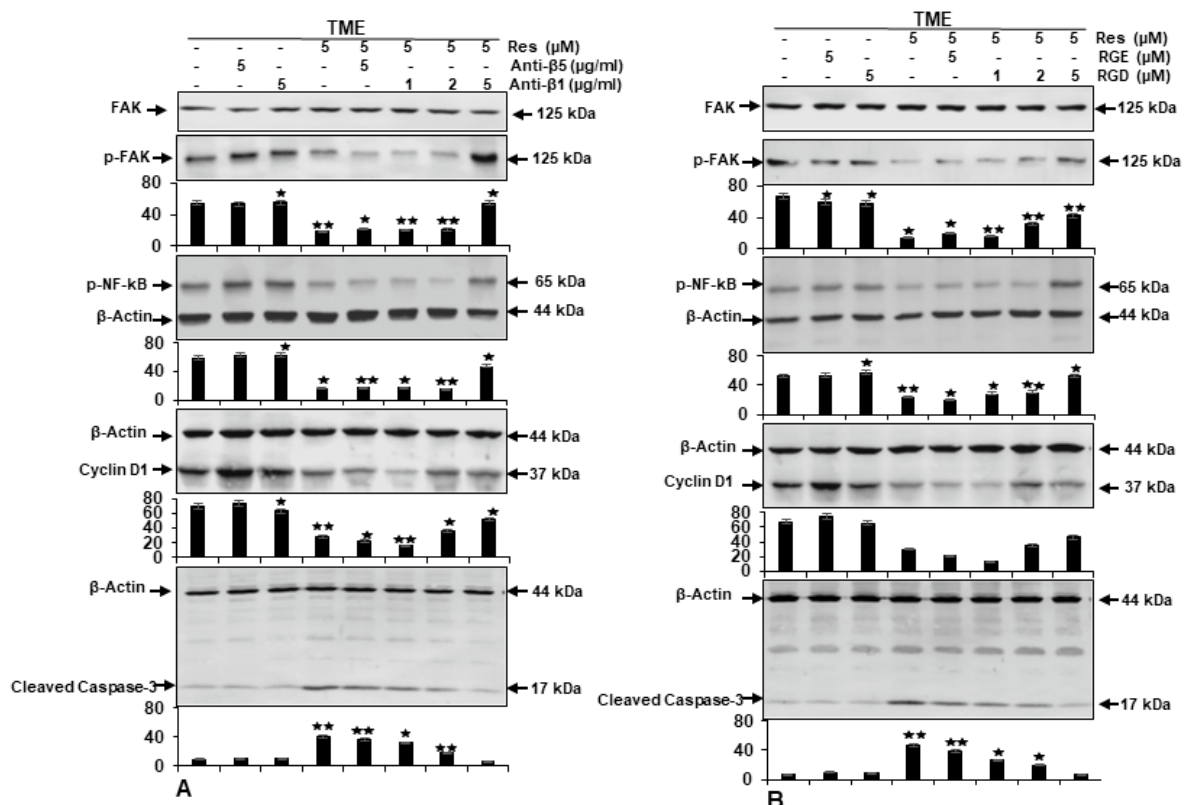 TME
- - - 5 5 5 5 5 Res (µM)
- 5 - - 5 - - - Anti-β5 (µg/ml)
- - 5 - - 1 2 5 Anti-β1 (µg/ml)
FAK 125 kDa
p-FAK 125 kDa
80
40
0
★ ★★ ★ ★★ ★★ ★
p-NF-kB 65 kDa
β-Actin 44 kDa
80
40
0
★ ★ ★★ ★ ★★ ★
β-Actin 44 kDa
Cyclin D1 37 kDa
80
60
40
20
0
★ ★★ ★ ★★ ★ ★
β-Actin 44 kDa
Cleaved Caspase-3 17 kDa
80
40
0
★★ ★★ ★ ★★
A
TME
- - - 5 5 5 5 5 Res (µM)
- 5 - - 5 - - - RGE (µM)
- - 5 - - 1 2 5 RGD (µM)
FAK 125 kDa
p-FAK 125 kDa
80
40
0
★ ★ ★ ★ ★★ ★★ ★★
p-NF-kB 65 kDa
β-Actin 44 kDa
80
40
0
★ ★★ ★ ★ ★★ ★
β-Actin 44 kDa
Cyclin D1 37 kDa
80
60
40
20
0
β-Actin 44 kDa
Cleaved Caspase-3 17 kDa
80
40
0
★★ ★★ ★ ★
B